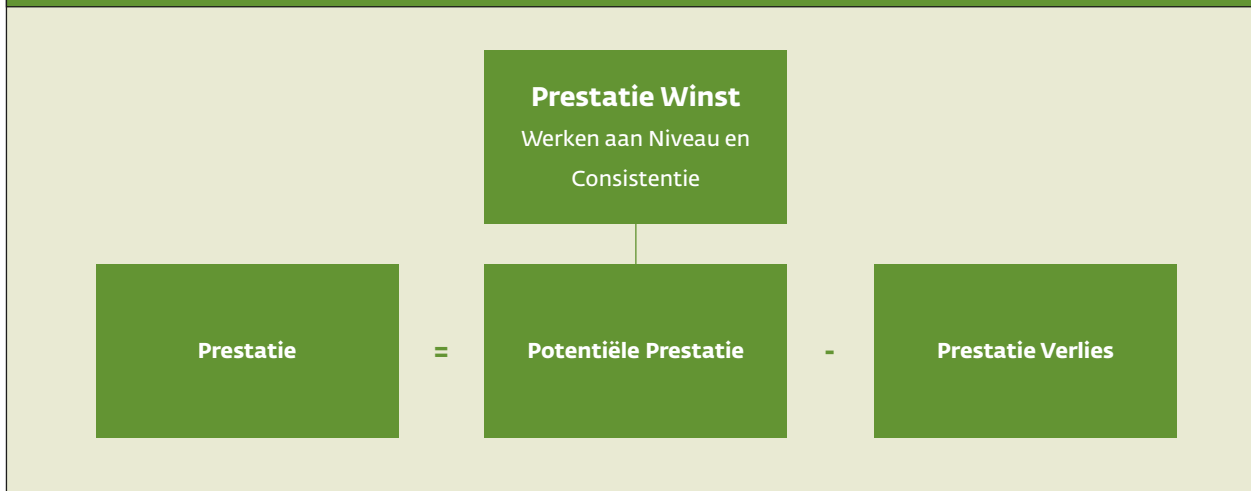 Prestatie Winst
Werken aan Niveau en
Consistentie
Prestatie
=
Potentiële Prestatie
-
Prestatie Verlies